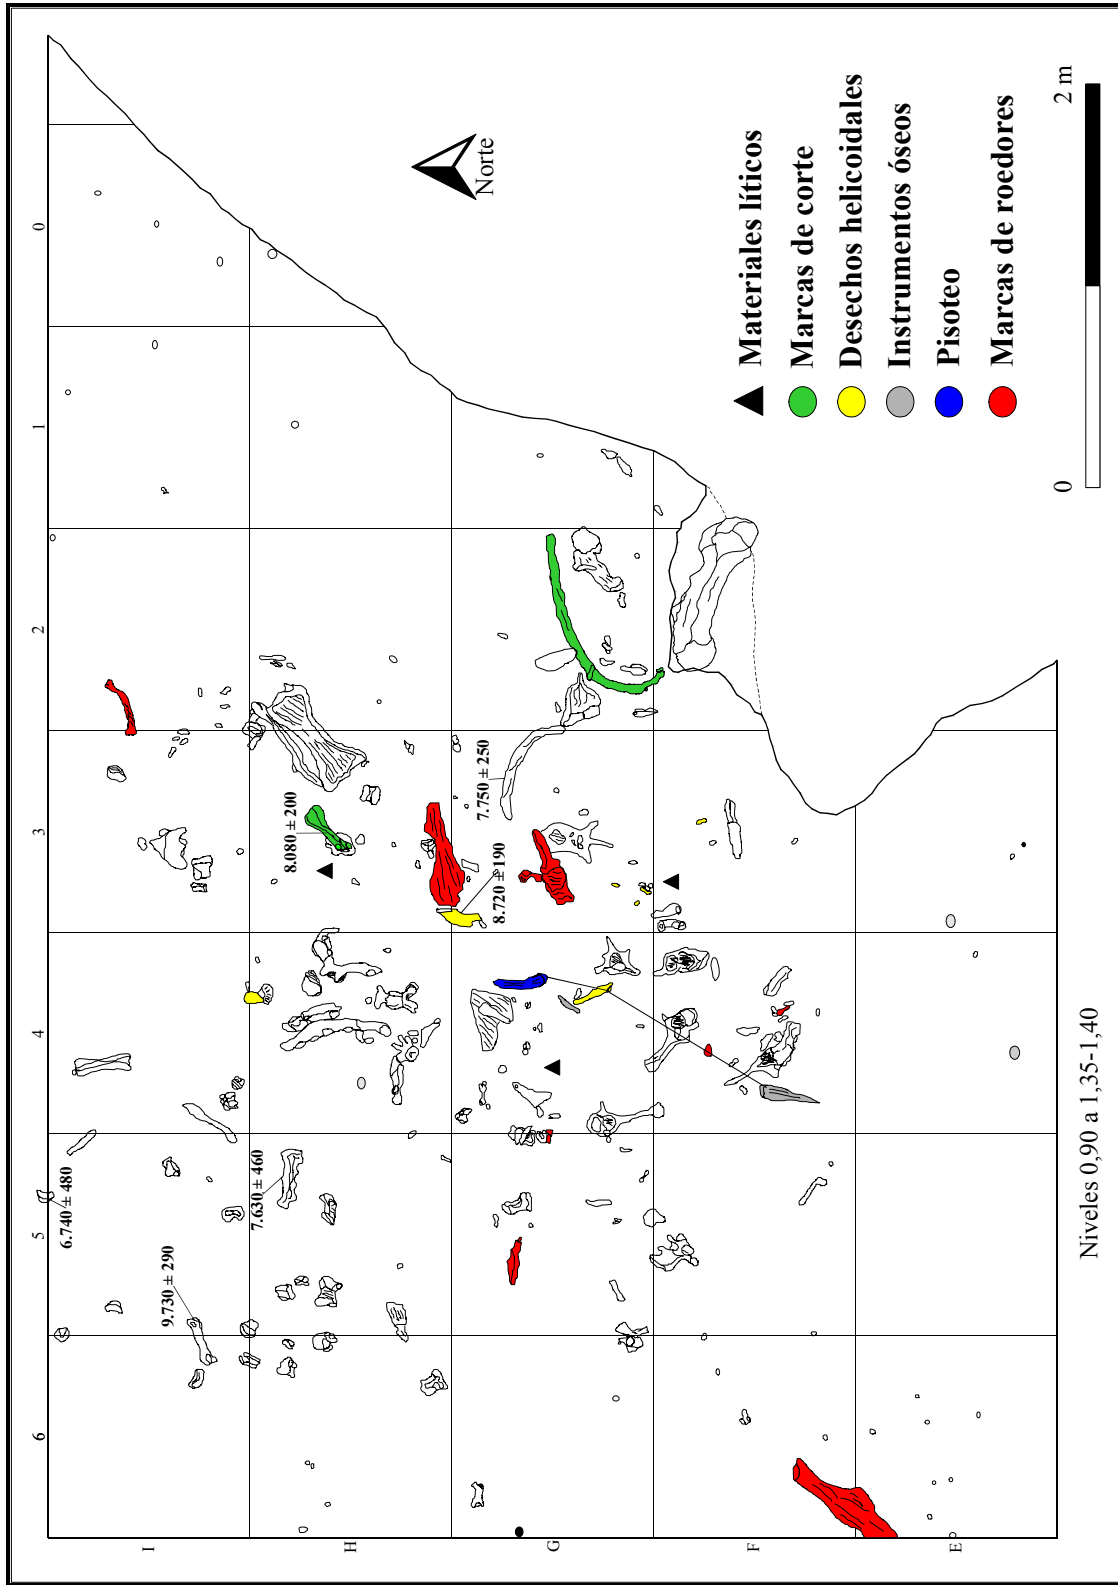 0
1
2
3
4
5
6
I
H
G
F
E
6.740 ± 480
9.730 ± 290
7.630 ± 460
8.080 ± 200
8.720 ± 190
7.750 ± 250
Norte
Materiales líticos
Marcas de corte
Desechos helicoidales
Instrumentos óseos
Pisoteo
Marcas de roedores
0
2 m
Niveles 0,90 a 1,35-1,40